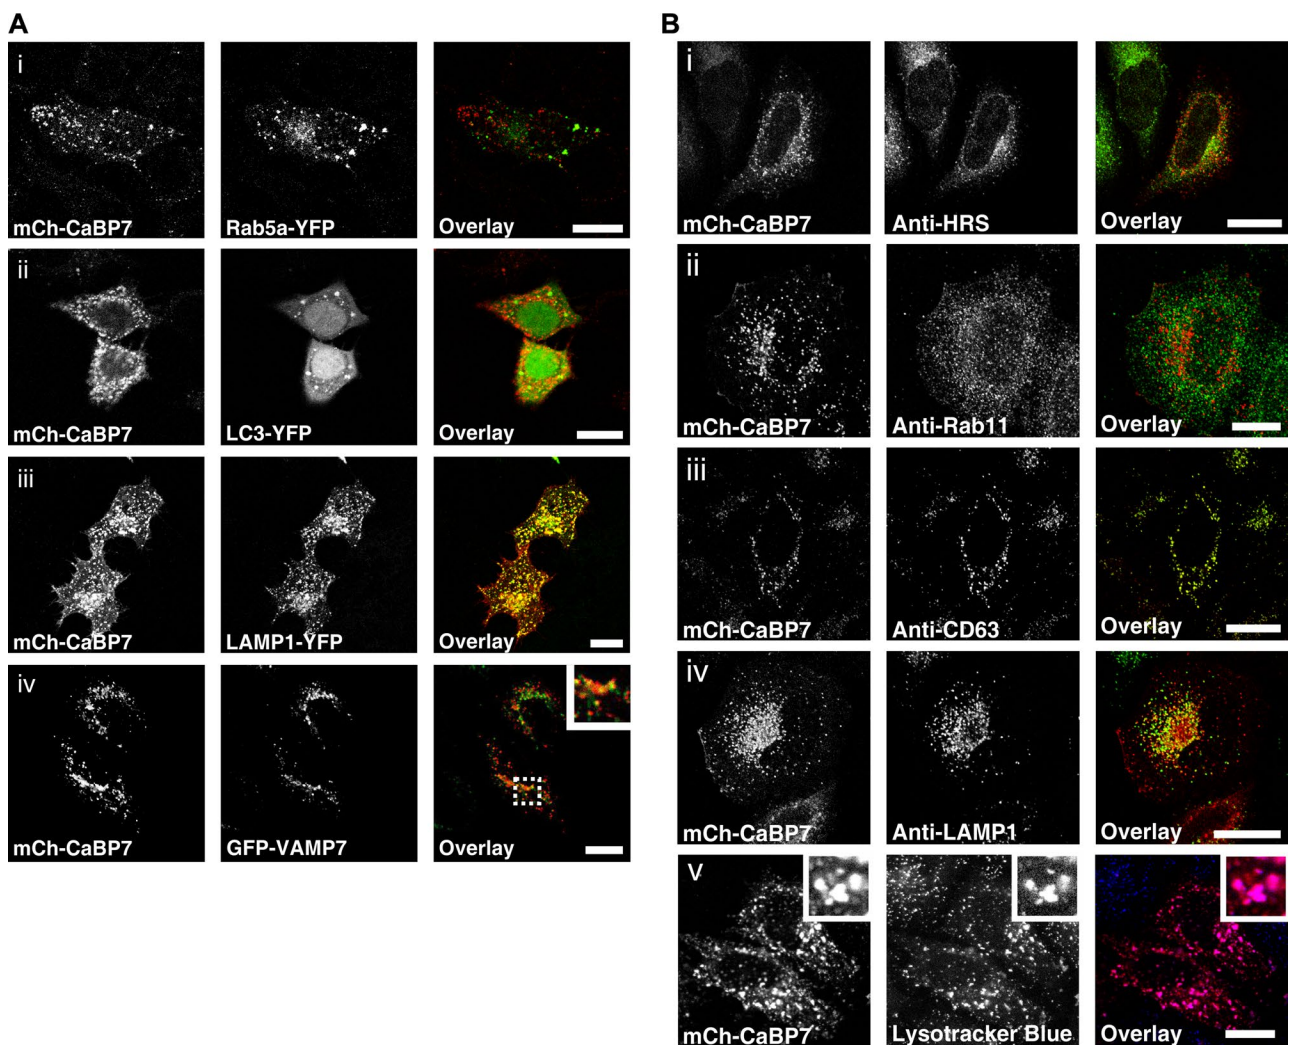 A
i
mCh-CaBP7
Rab5a-YFP
Overlay
ii
mCh-CaBP7
LC3-YFP
Overlay
iii
mCh-CaBP7
LAMP1-YFP
Overlay
iv
mCh-CaBP7
GFP-VAMP7
Overlay
B
i
mCh-CaBP7
Anti-HRS
Overlay
ii
mCh-CaBP7
Anti-Rab11
Overlay
iii
mCh-CaBP7
Anti-CD63
Overlay
iv
mCh-CaBP7
Anti-LAMP1
Overlay
v
mCh-CaBP7
Lysotracker Blue
Overlay